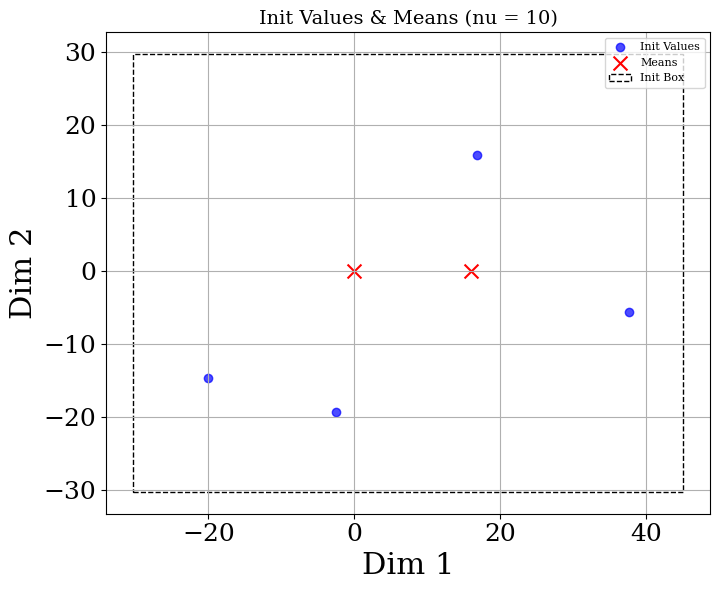 Init Values & Means (nu = 10)
Init Values
Means
Init Box
30
20
10
0
−10
−20
−30
Dim 2
−20
0
20
40
Dim 1